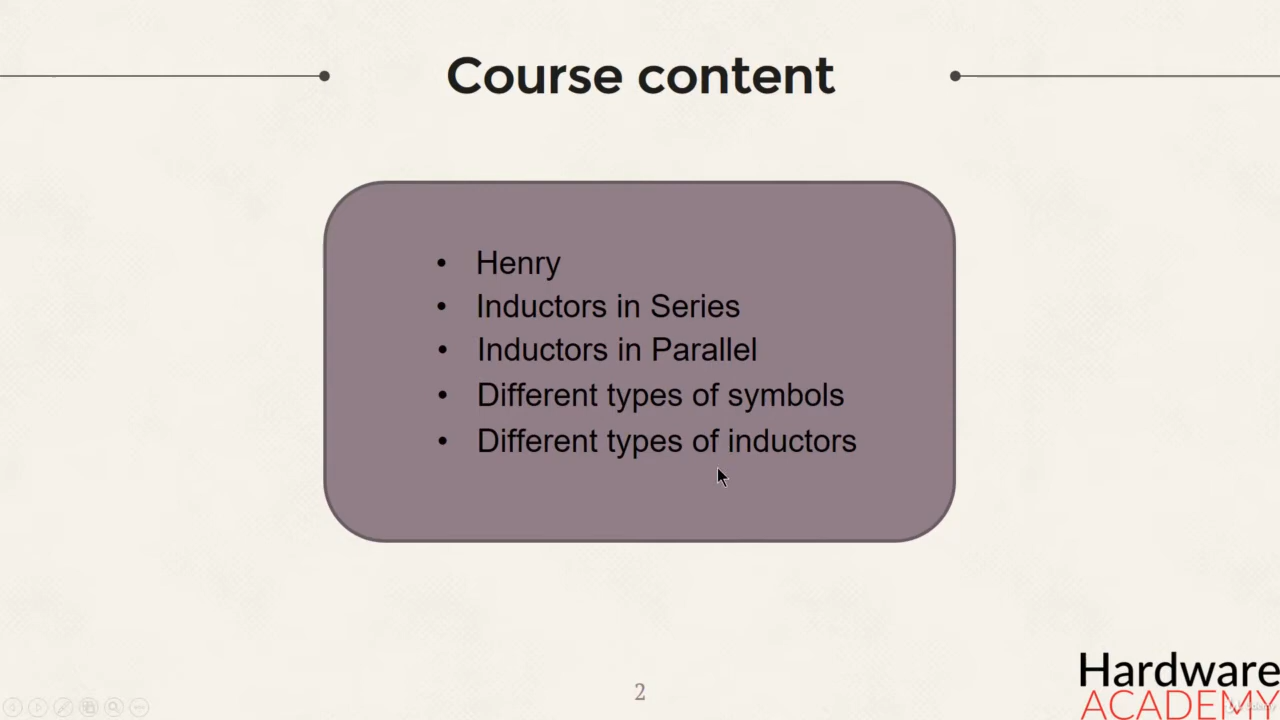 Course content
• Henry
• Inductors in Series
• Inductors in Parallel
• Different types of symbols
• Different types of inductors
2
Hardware
ACADEMY